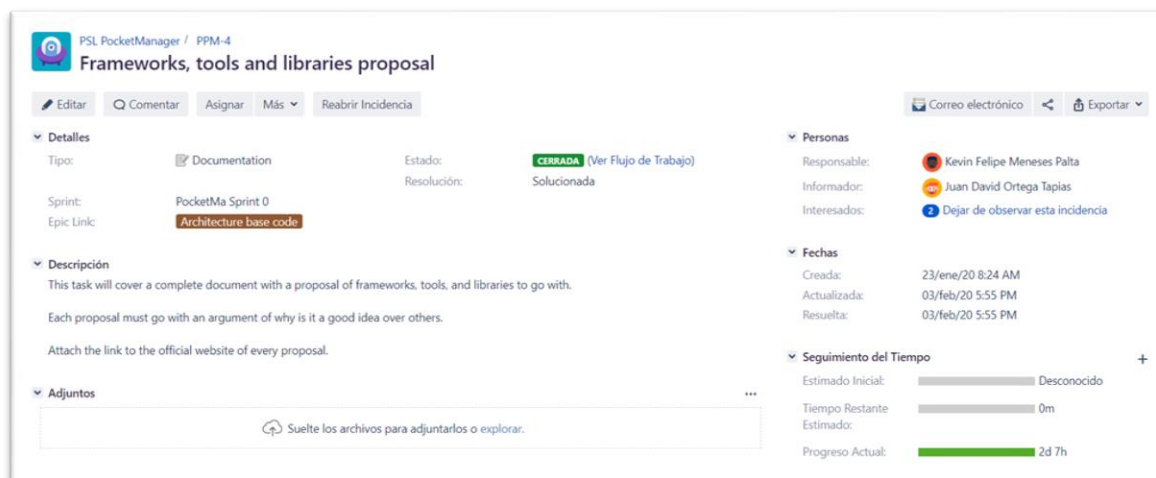 PSL PocketManager / PPM-4
Frameworks, tools and libraries proposal
Editar Comentar Asignar Más Reabrir Incidencia Correo electrónico Exportar
Detalles
Tipo: Documentation Estado: CERRADA (Ver Flujo de Trabajo)
Resolución: Solucionada
Sprint: PocketMa Sprint 0
Epic Link: Architecture base code
Descripción
This task will cover a complete document with a proposal of frameworks, tools, and libraries to go with.
Each proposal must go with an argument of why is it a good idea over others.
Attach the link to the official website of every proposal.
Adjuntos
Suelte los archivos para adjuntarlos o explorar.
Personas
Responsable: Kevin Felipe Meneses Palta
Informador: Juan David Ortega Tapias
Interesados: 2 Dejar de observar esta incidencia
Fechas
Creada: 23/ene/20 8:24 AM
Actualizada: 03/feb/20 5:55 PM
Resuelta: 03/feb/20 5:55 PM
Seguimiento del Tiempo
Estimado Inicial: Desconocido
Tiempo Restante 0m
Estimado:
Progreso Actual: 2d 7h